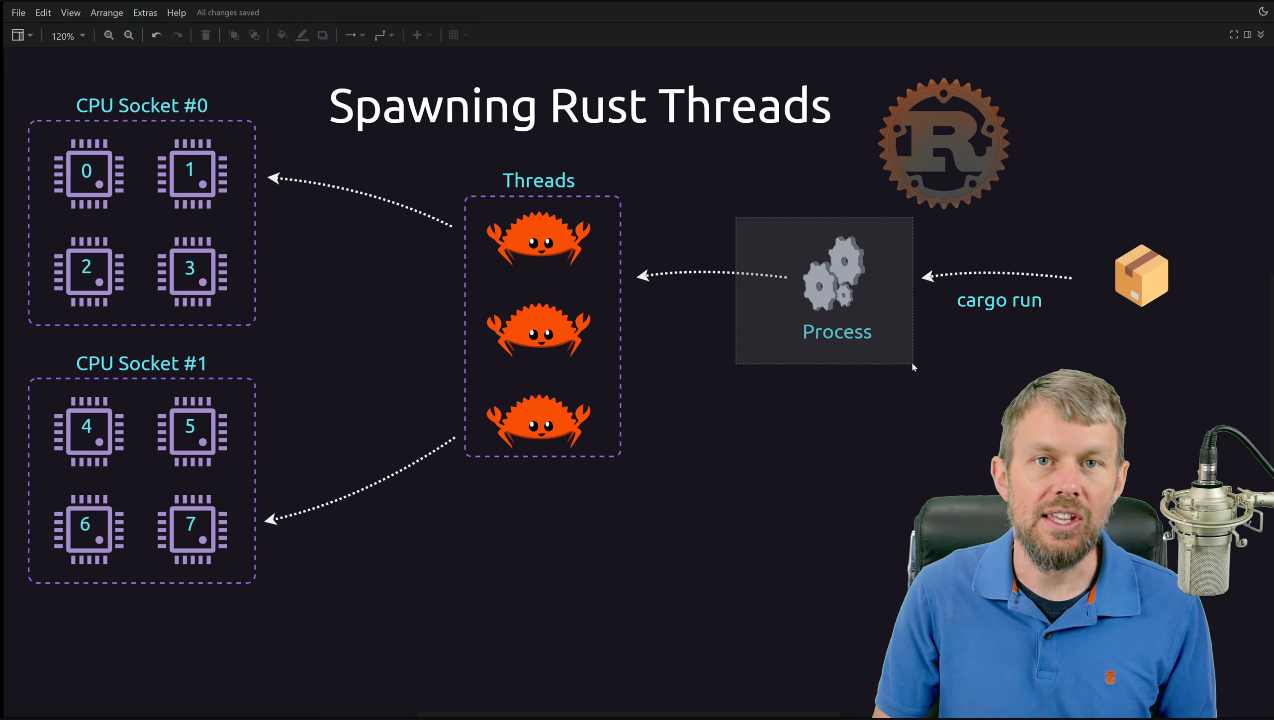 File Edit View Arrange Extras Help All changes saved
120%
Spawning Rust Threads
R
CPU Socket #0
0 1
2 3
CPU Socket #1
4 5
6 7
Threads
Process
cargo run